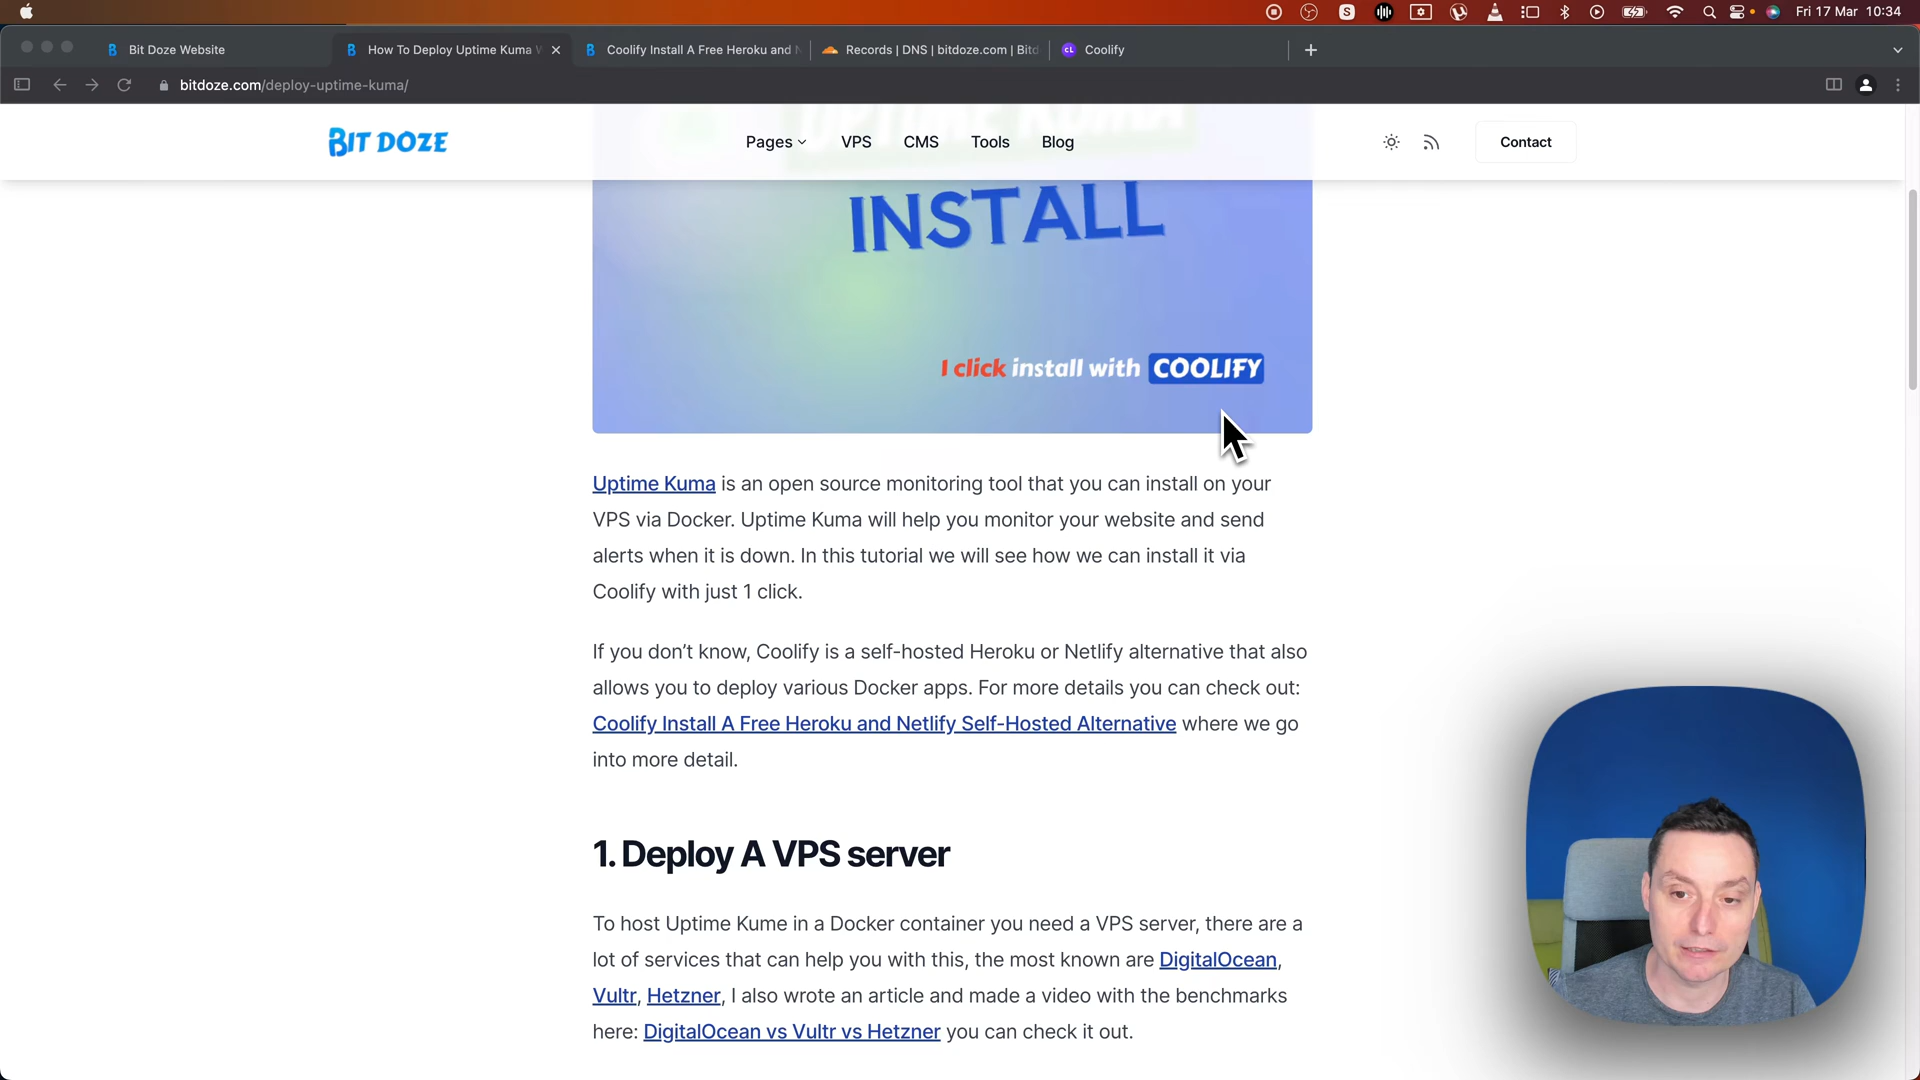 Fri 17 Mar 10:34
Bit Doze Website
How To Deploy Uptime Kuma
Coolify Install A Free Heroku and
Records | DNS | bitdoze.com |
Coolify
bitdoze.com/deploy-uptime-kuma/
BIT DOZE
Pages
VPS
CMS
Tools
Blog
Contact
UPTIME KUMA
INSTALL
1 click install with COOLIFY
Uptime Kuma is an open source monitoring tool that you can install on your
VPS via Docker. Uptime Kuma will help you monitor your website and send
alerts when it is down. In this tutorial we will see how we can install it via
Coolify with just 1 click.
If you don’t know, Coolify is a self-hosted Heroku or Netlify alternative that also
allows you to deploy various Docker apps. For more details you can check out:
Coolify Install A Free Heroku and Netlify Self-Hosted Alternative where we go
into more detail.
1. Deploy A VPS server
To host Uptime Kume in a Docker container you need a VPS server, there are a
lot of services that can help you with this, the most known are DigitalOcean,
Vultr, Hetzner, I also wrote an article and made a video with the benchmarks
here: DigitalOcean vs Vultr vs Hetzner you can check it out.